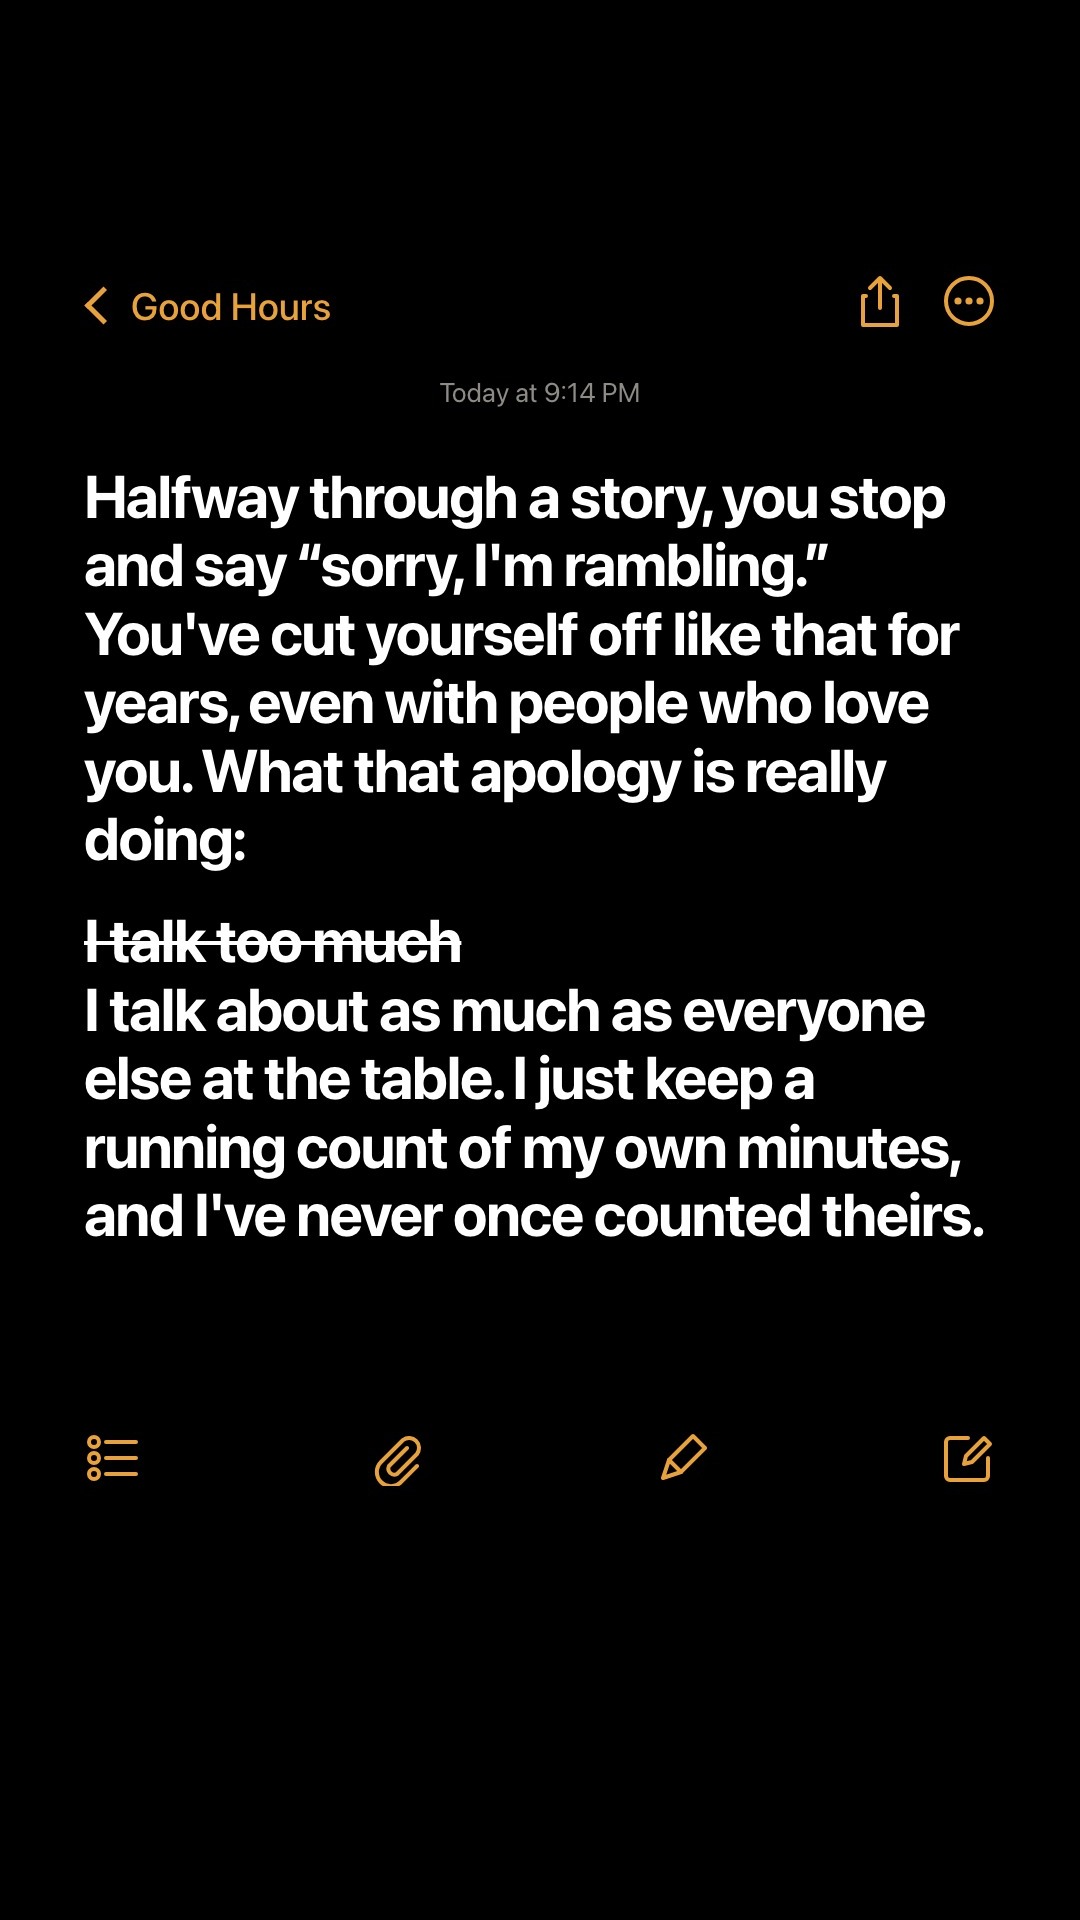 Good Hours
Today at 9:14 PM
Halfway through a story, you stop
and say “sorry, I'm rambling.”
You've cut yourself off like that for
years, even with people who love
you. What that apology is really
doing:
I talk too much
I talk about as much as everyone
else at the table. I just keep a
running count of my own minutes,
and I've never once counted theirs.